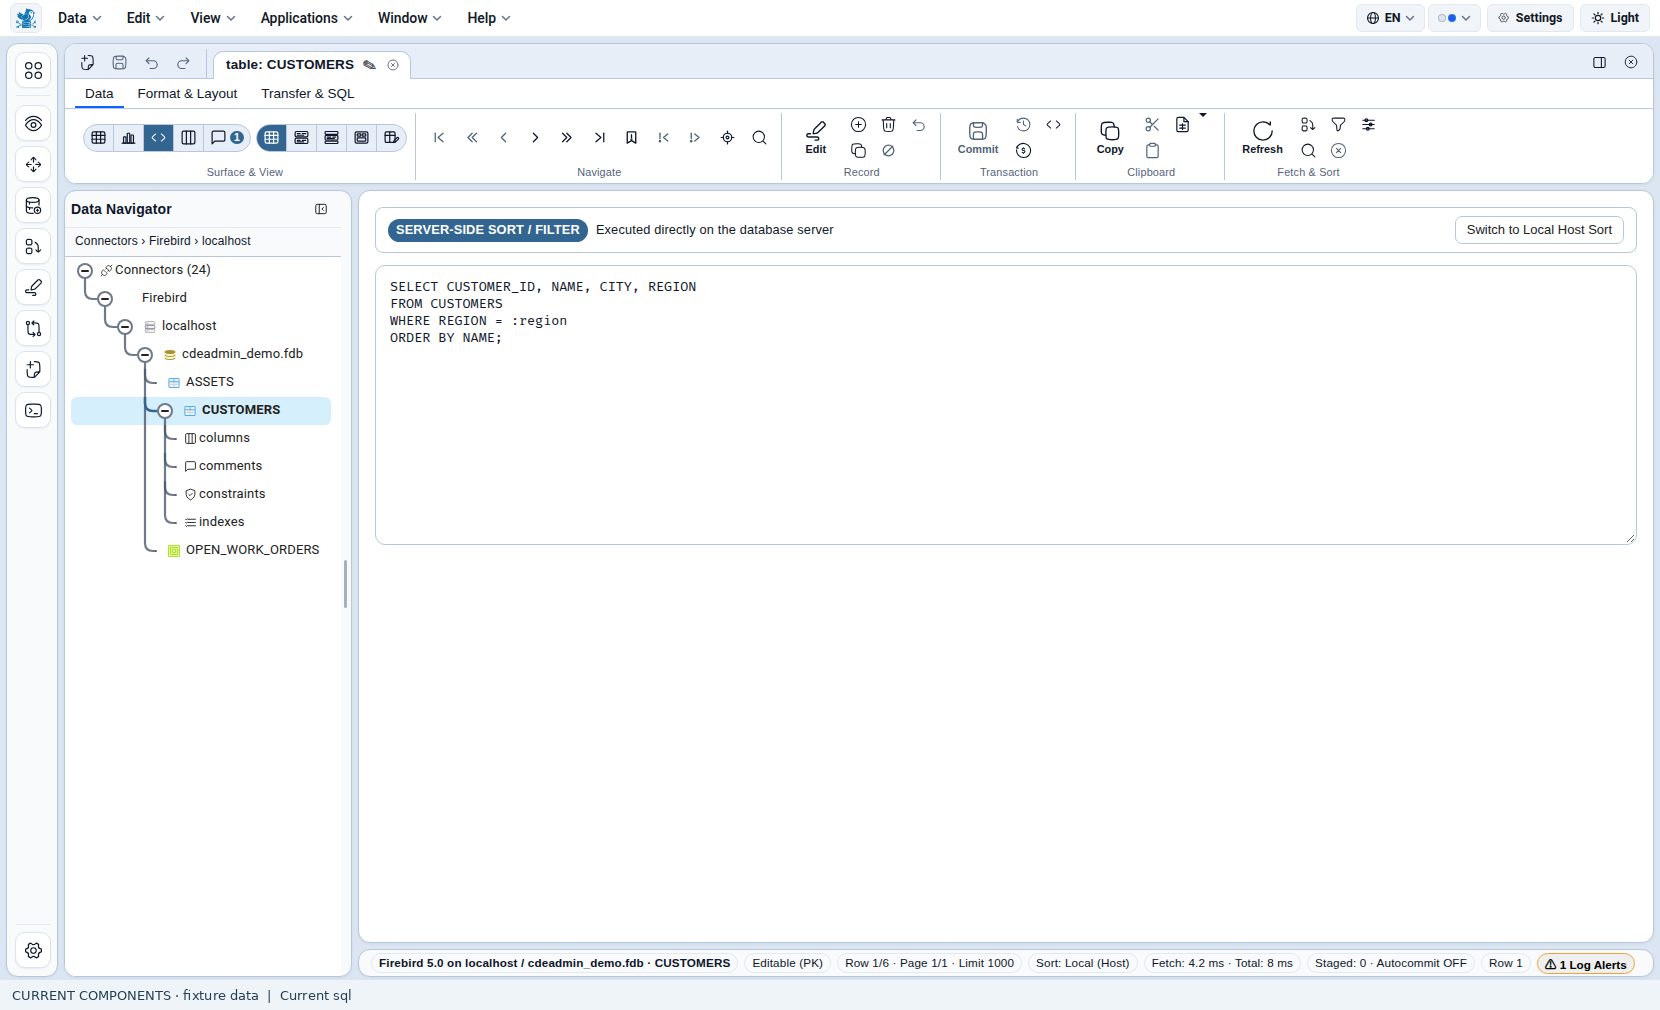 Data Edit View Applications Window Help EN Settings Light
table: CUSTOMERS
Data Format & Layout Transfer & SQL
1
Edit Commit Copy Refresh
Surface & View Navigate Record Transaction Clipboard Fetch & Sort
Data Navigator
Connectors › Firebird › localhost
Connectors (24)
Firebird
localhost
cdeadmin_demo.fdb
ASSETS
CUSTOMERS
columns
comments
constraints
indexes
OPEN_WORK_ORDERS
SERVER-SIDE SORT / FILTER Executed directly on the database server Switch to Local Host Sort
SELECT CUSTOMER_ID, NAME, CITY, REGION
FROM CUSTOMERS
WHERE REGION = :region
ORDER BY NAME;
Firebird 5.0 on localhost / cdeadmin_demo.fdb · CUSTOMERS Editable (PK) Row 1/6 · Page 1/1 · Limit 1000 Sort: Local (Host) Fetch: 4.2 ms · Total: 8 ms Staged: 0 · Autocommit OFF Row 1 ⚠ 1 Log Alerts
CURRENT COMPONENTS · fixture data | Current sql